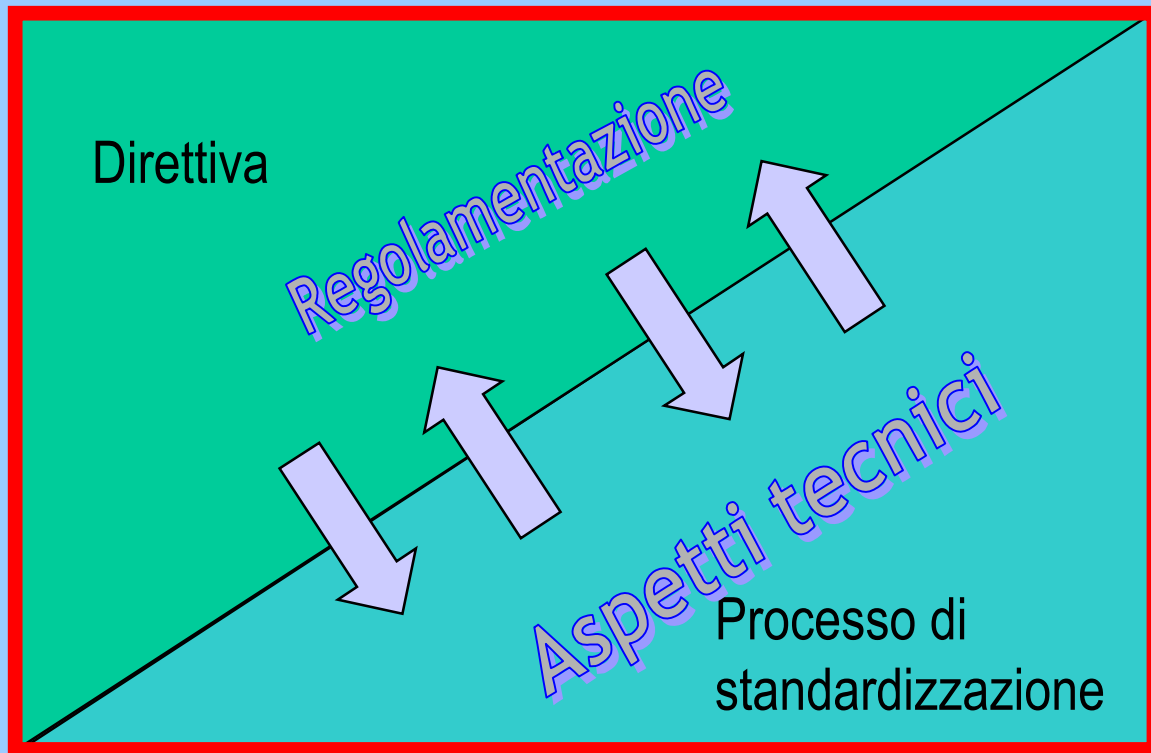 Direttiva
Regolamentazione
Aspetti tecnici
Processo di
standardizzazione